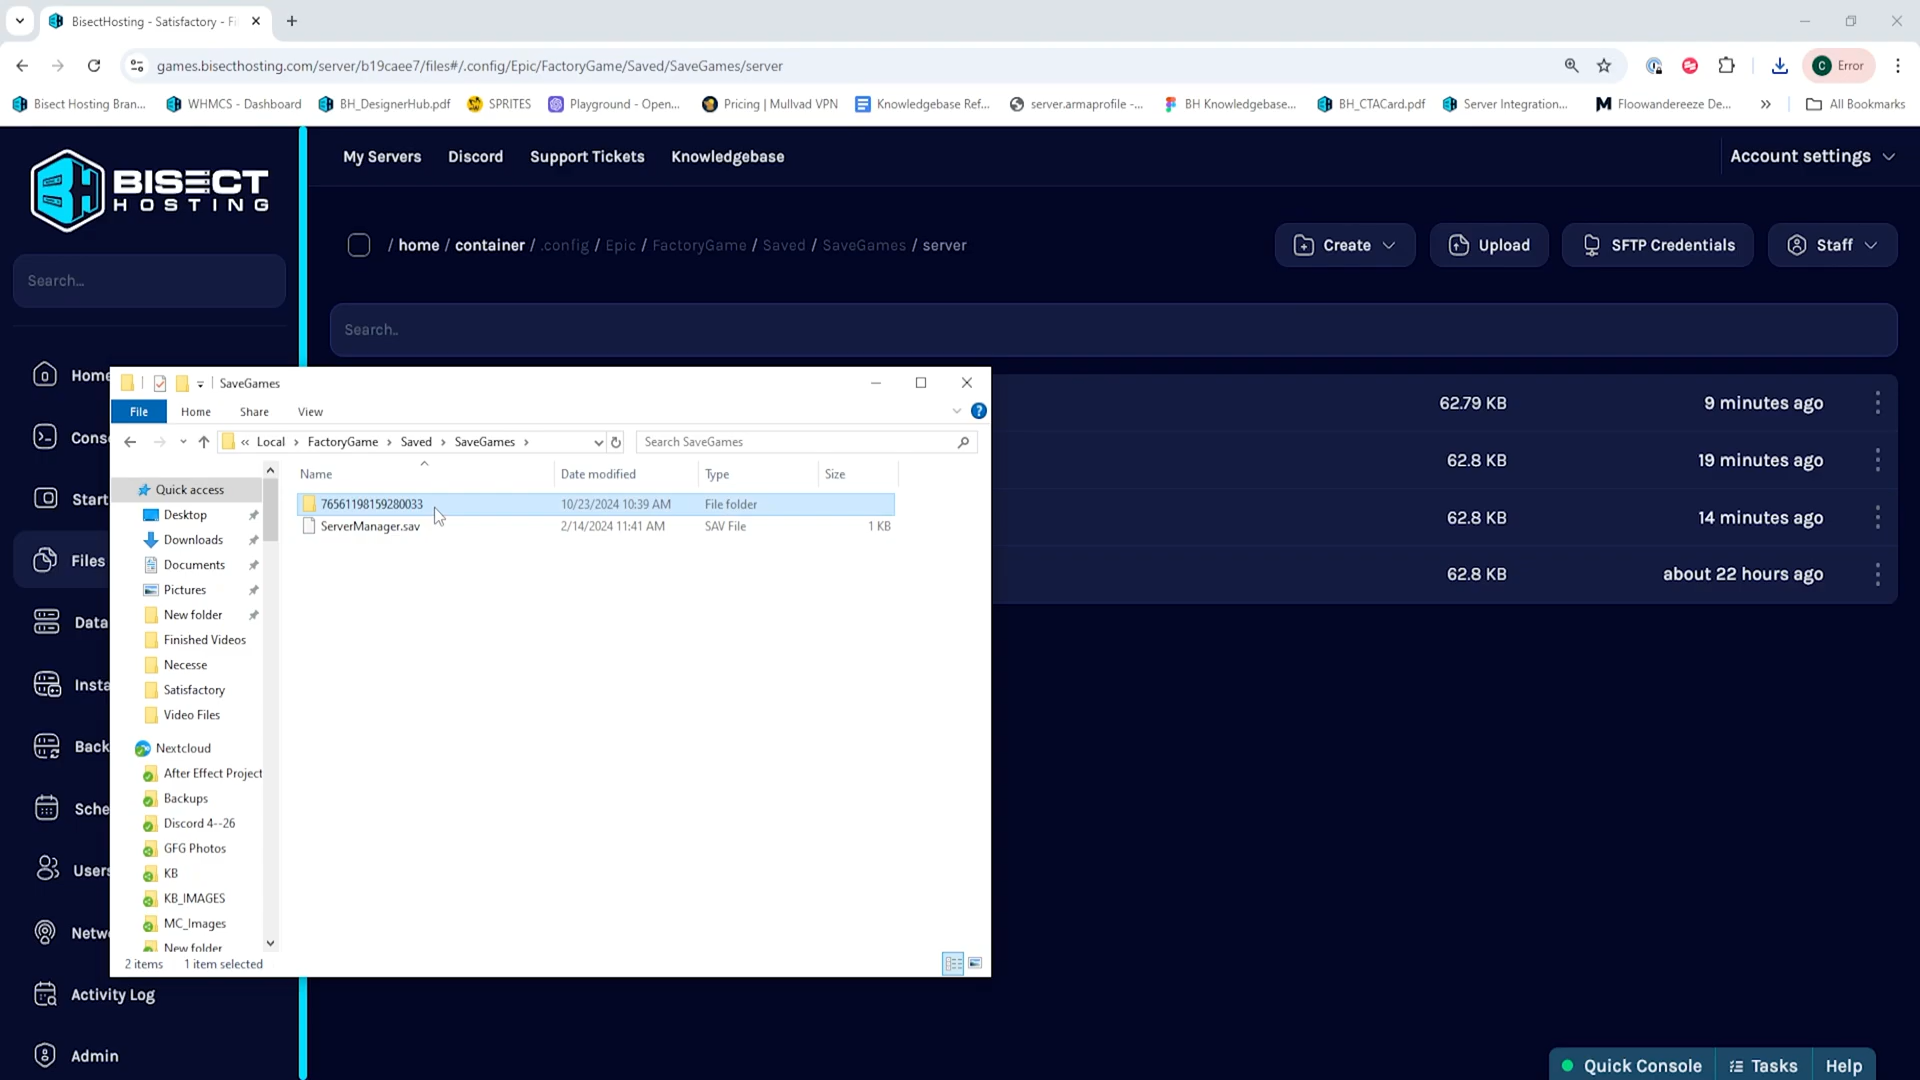 BisectHosting - Satisfactory - Fi
games.bisecthosting.com/server/b19caee7/files#/.config/Epic/FactoryGame/Saved/SaveGames/server
C Error
Bisect Hosting Bran... WHMCS - Dashboard BH_DesignerHub.pdf SPRITES Playground - Open... Pricing | Mullvad VPN Knowledgebase Ref... server.armaprofile -... BH Knowledgebase... BH_CTACard.pdf Server Integration... Floowandereeze De... » All Bookmarks
BISECT
HOSTING
My Servers Discord Support Tickets Knowledgebase Account settings
/ home / container / .config / Epic / FactoryGame / Saved / SaveGames / server
Create Upload SFTP Credentials Staff
Search...
Search..
Home
Cons
Start
Files
Data
Insta
Back
Sche
Users
Netw
Activity Log
Admin
62.79 KB 9 minutes ago
62.8 KB 19 minutes ago
62.8 KB 14 minutes ago
62.8 KB about 22 hours ago
SaveGames
File Home Share View
« Local › FactoryGame › Saved › SaveGames ›
Search SaveGames
Name Date modified Type Size
76561198159280033 10/23/2024 10:39 AM File folder
ServerManager.sav 2/14/2024 11:41 AM SAV File 1 KB
Quick access
Desktop
Downloads
Documents
Pictures
New folder
Finished Videos
Necesse
Satisfactory
Video Files
Nextcloud
After Effect Project
Backups
Discord 4--26
GFG Photos
KB
KB_IMAGES
MC_Images
New folder
2 items 1 item selected
Quick Console Tasks Help